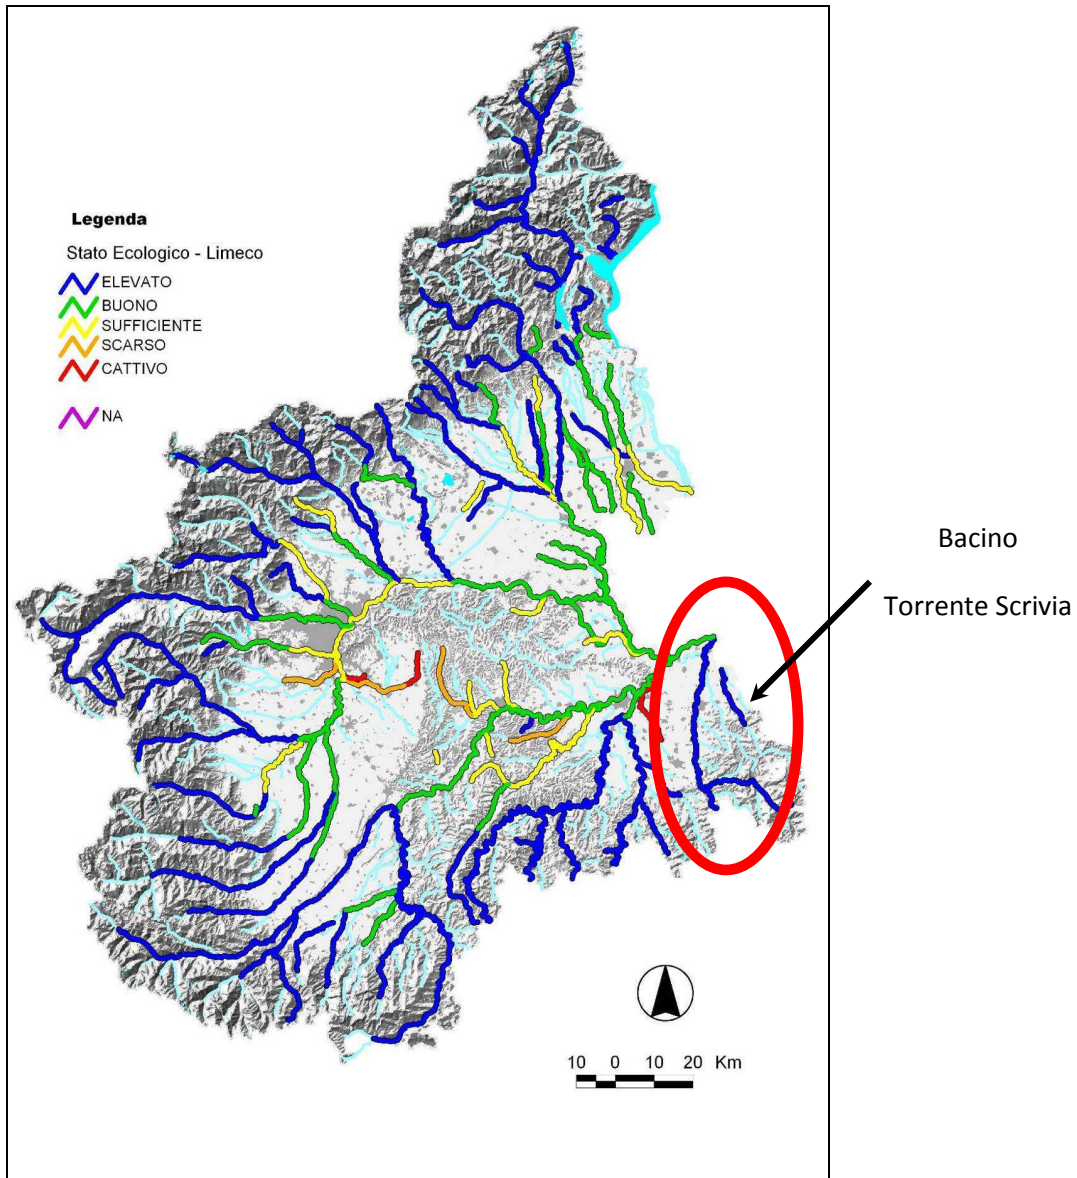 Legenda
Stato Ecologico - Limeco
ELEVATO
BUONO
SUFFICIENTE
SCARSO
CATTIVO
NA
Bacino
Torrente Scrivia
10 0 10 20 Km